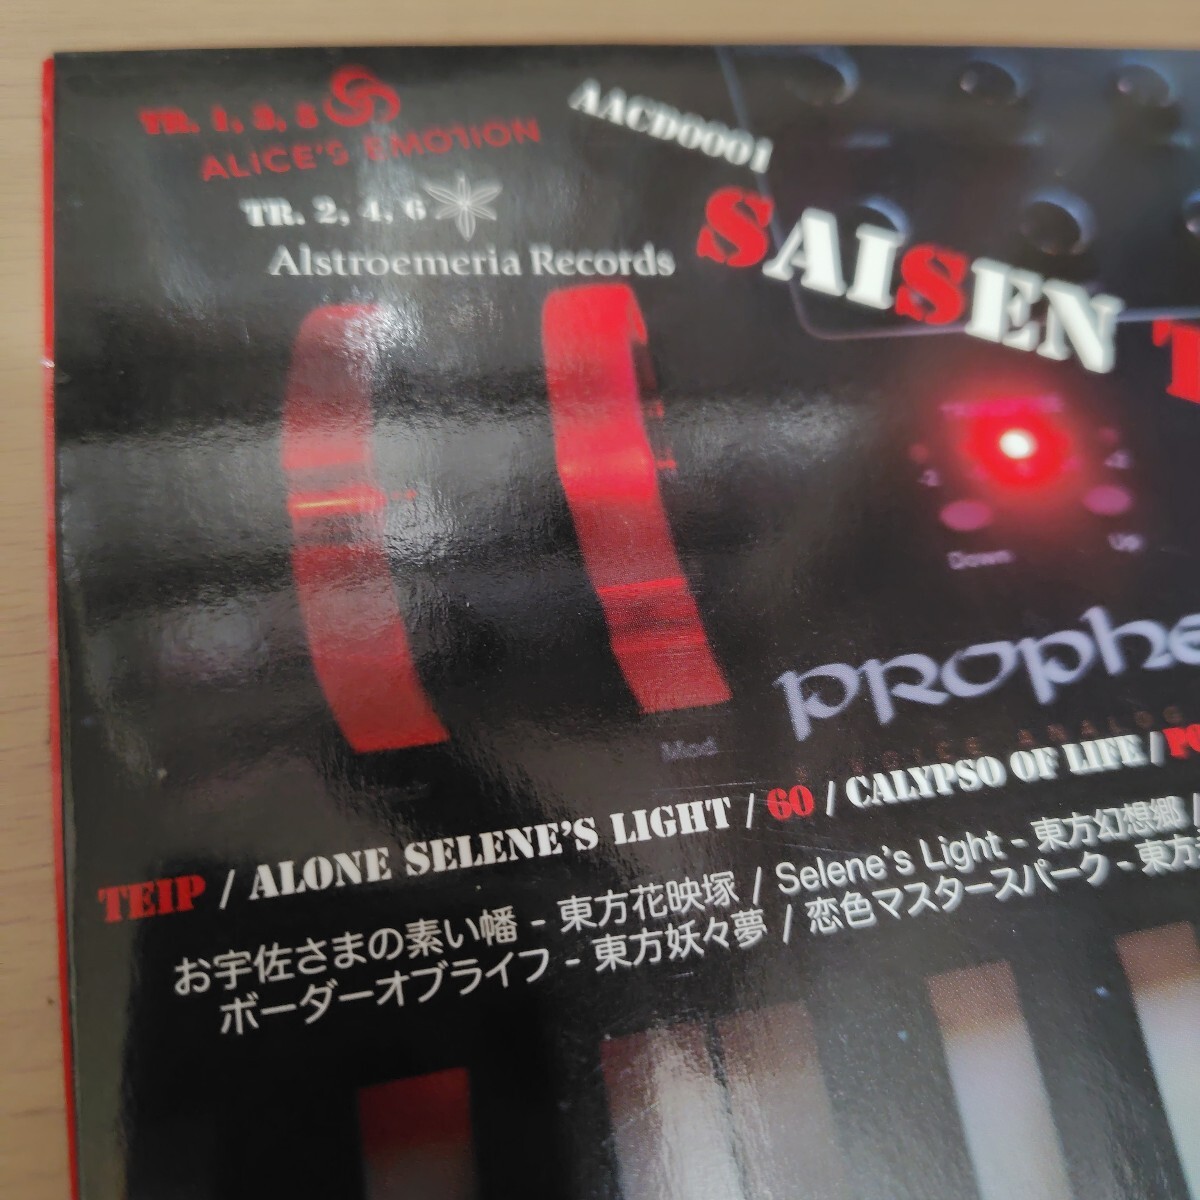 TR. 1, 3, 5
ALICE'S EMOTION
TR. 2, 4, 6
Alstroemeria Records
AACD0001
SAISEN
Down
Up
Mod
TEIP / ALONE SELENE'S LIGHT / 60 / CALYPSO OF LIFE /
お宇佐さまの素い幡 - 東方花映塚 / Selene's Light - 東方幻想郷 /
ボーダーオブライフ - 東方妖々夢 / 恋色マスタースパーク - 東方